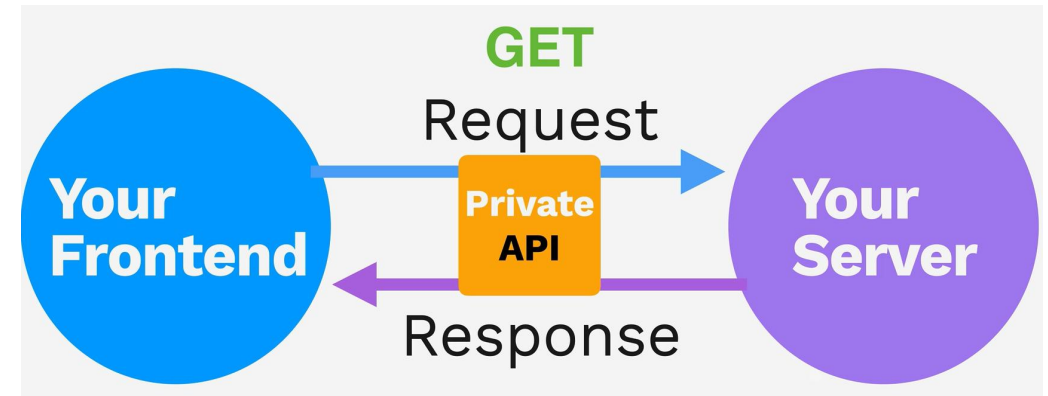 GET
Request
Your
Frontend
Private
API
Your
Server
Response